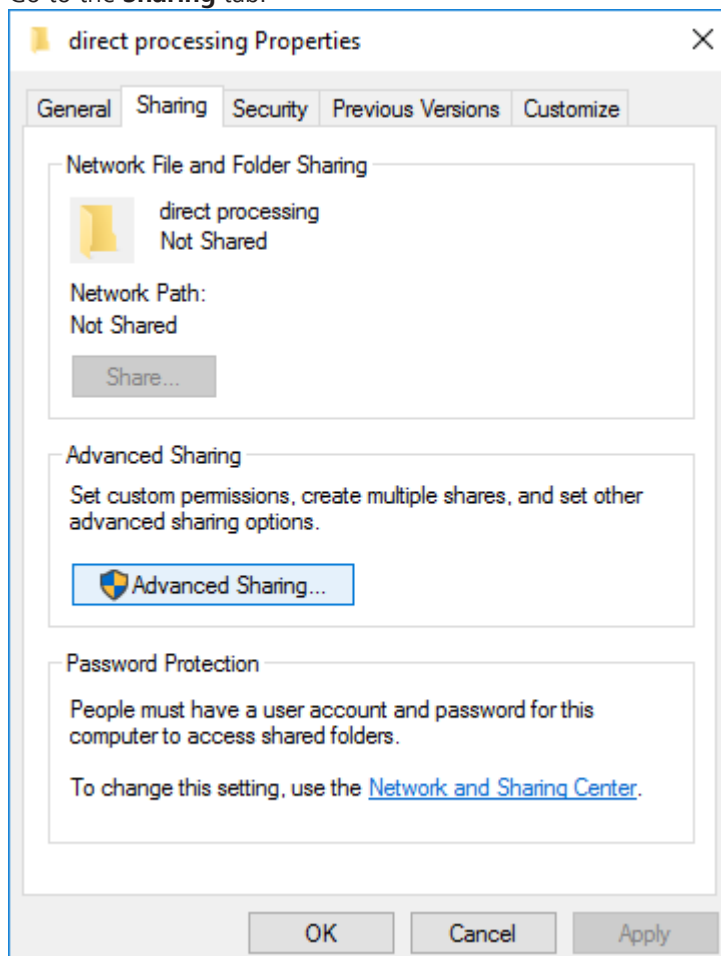 Go to the Sharing tab.
direct processing Properties
General Sharing Security Previous Versions Customize
Network File and Folder Sharing
direct processing
Not Shared
Network Path:
Not Shared
Share...
Advanced Sharing
Set custom permissions, create multiple shares, and set other
advanced sharing options.
Advanced Sharing...
Password Protection
People must have a user account and password for this
computer to access shared folders.
To change this setting, use the Network and Sharing Center.
OK Cancel Apply